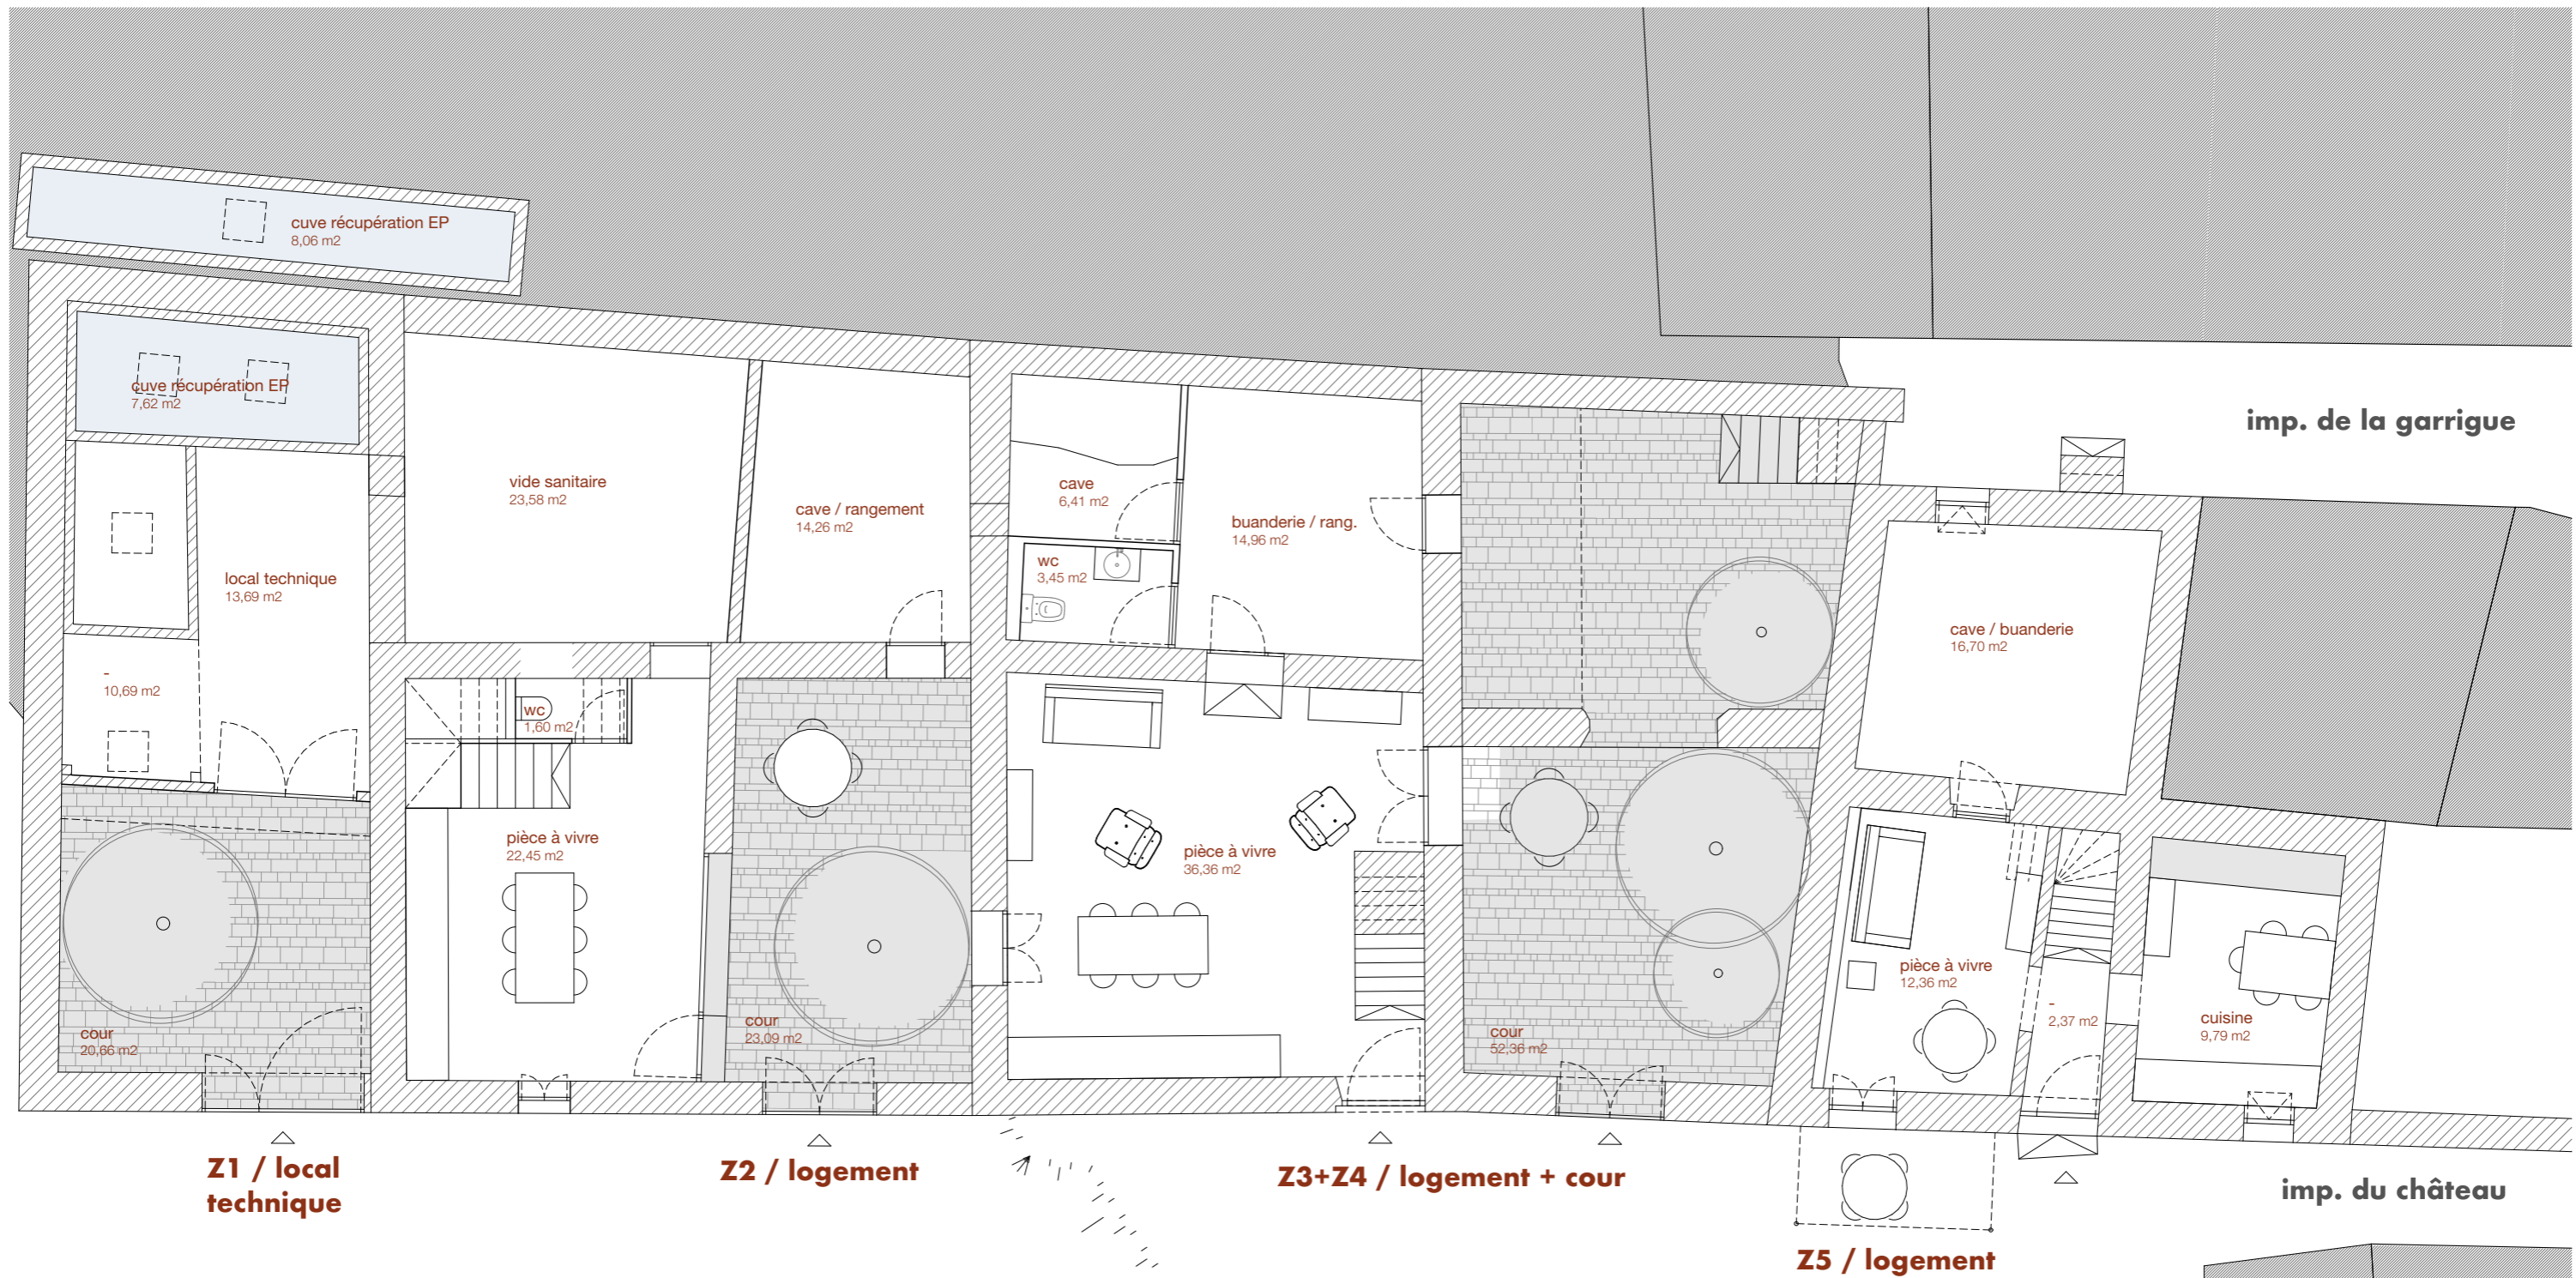 cuve récupération EP
8,06 m2
cuve récupération EP
7,62 m2
local technique
13,69 m2
-
10,69 m2
cour
20,66 m2
vide sanitaire
23,58 m2
cave / rangement
14,26 m2
wc
1,60 m2
pièce à vivre
22,45 m2
cour
23,09 m2
cave
6,41 m2
wc
3,45 m2
buanderie / rang.
14,96 m2
pièce à vivre
36,36 m2
cour
52,36 m2
cave / buanderie
16,70 m2
pièce à vivre
12,36 m2
-
2,37 m2
cuisine
9,79 m2
imp. de la garrigue
Z1 / local
technique
Z2 / logement
Z3+Z4 / logement + cour
Z5 / logement
imp. du château